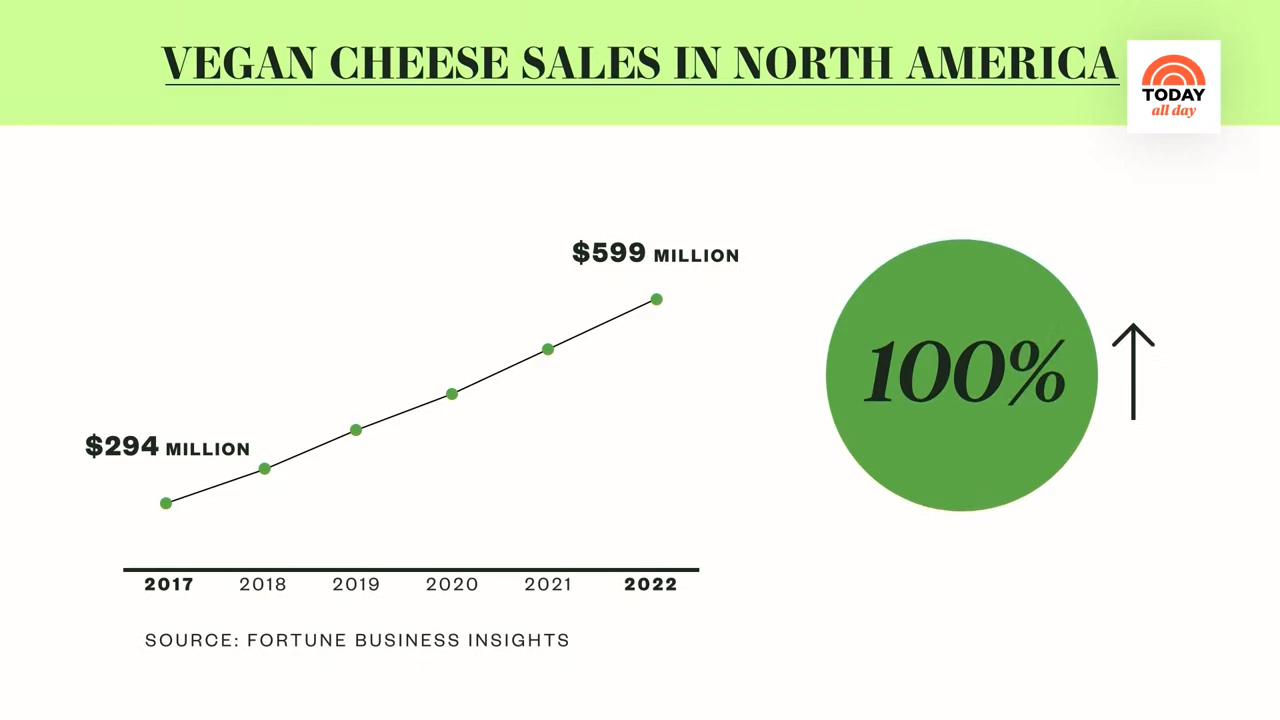 VEGAN CHEESE SALES IN NORTH AMERICA
TODAY
all day
$599 MILLION
100%
$294 MILLION
2017 2018 2019 2020 2021 2022
SOURCE: FORTUNE BUSINESS INSIGHTS